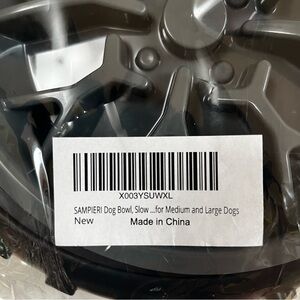 X003YSUWXL
SAMPIERI Dog Bowl, Slow ...for Medium and Large Dogs
New
Made in China